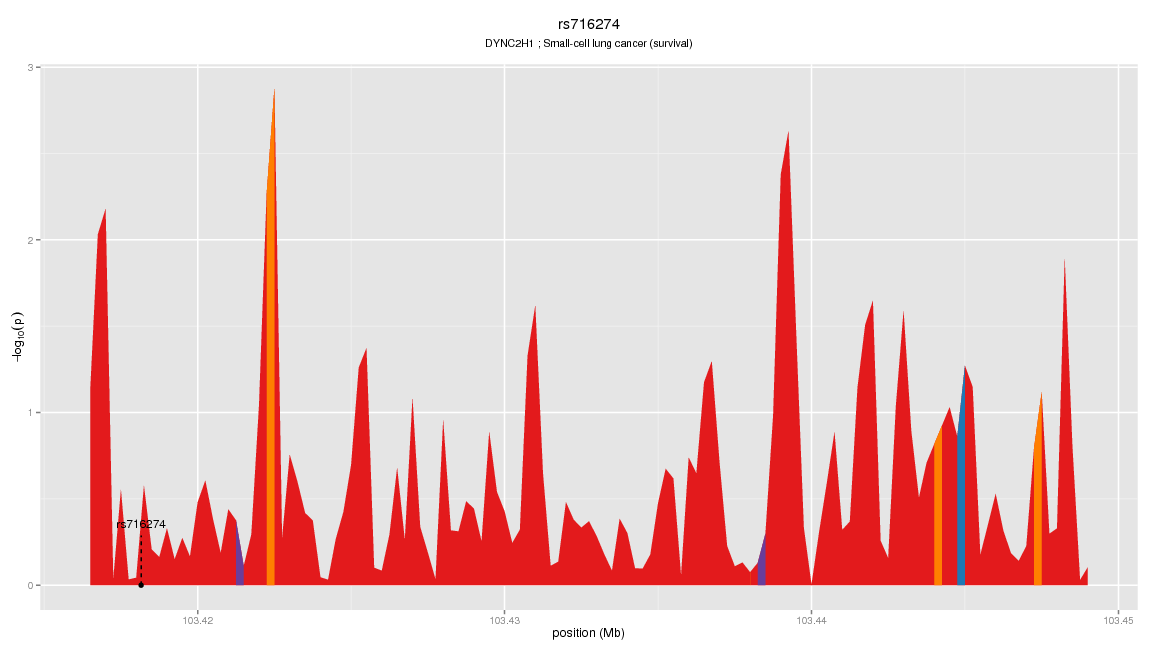 rs716274
DYNC2H1 ; Small-cell lung cancer (survival)
3
2
1
0
−log10(p)
rs716274
103.42
103.43
103.44
103.45
position (Mb)